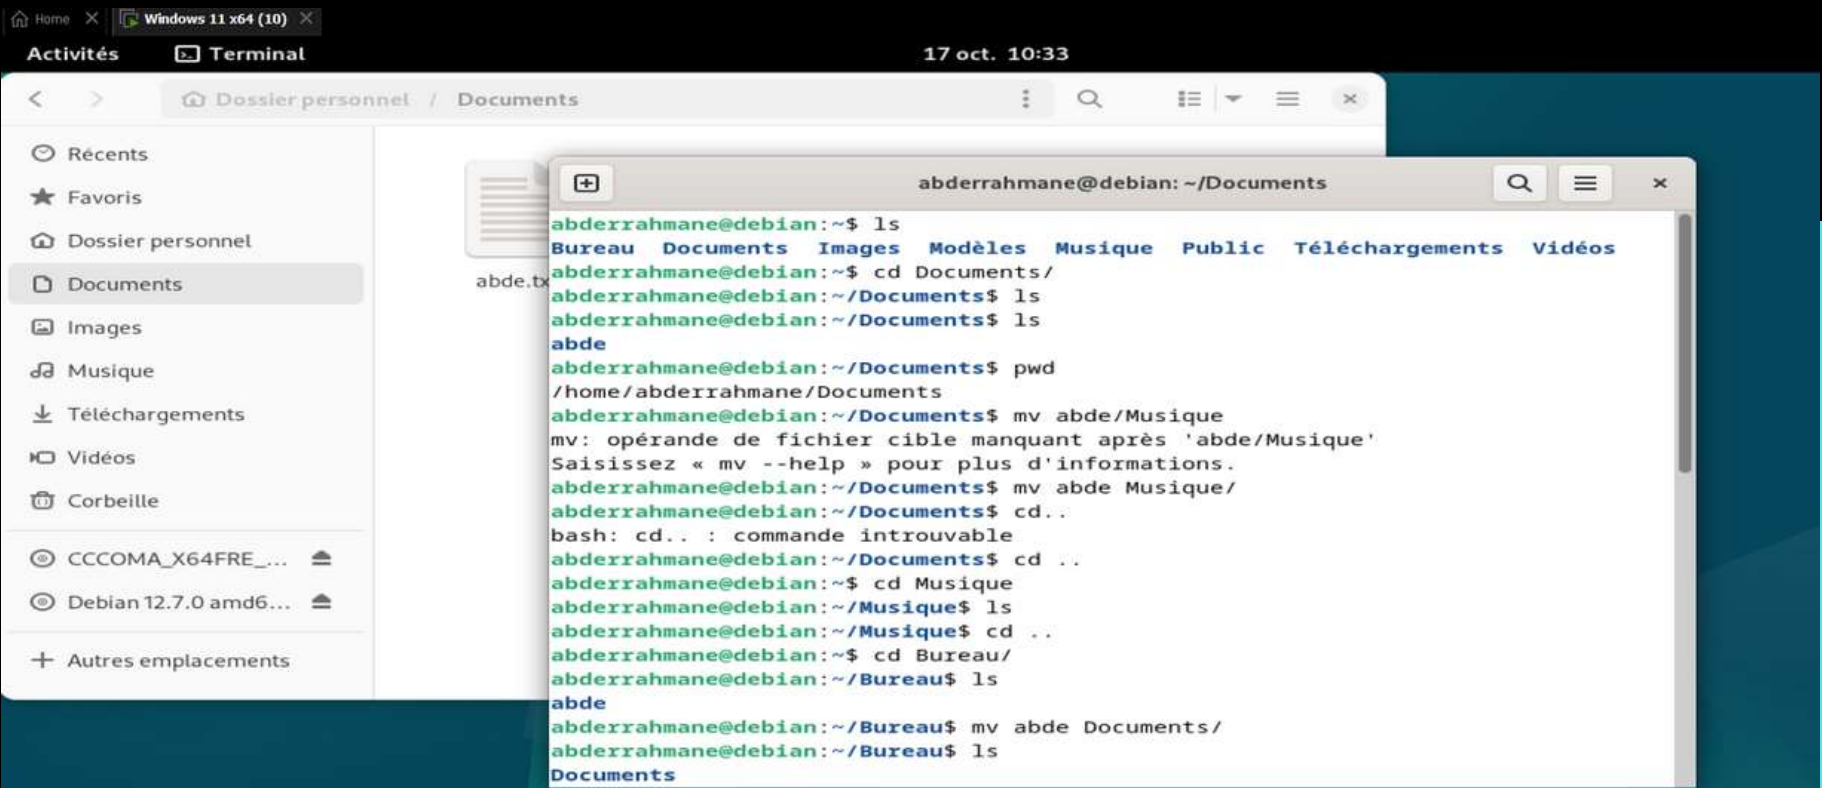 Home
Windows 11 x64 (10)
Activités
Terminal
17 oct. 10:33
Dossier personnel / Documents
Récents
Favoris
Dossier personnel
Documents
Images
Musique
Téléchargements
Vidéos
Corbeille
CCCOMA_X64FRE_...
Debian 12.7.0 amd6...
Autres emplacements
abde.tx
abderrahmane@debian: ~/Documents
abderrahmane@debian:~$ ls
Bureau Documents Images Modèles Musique Public Téléchargements Vidéos
abderrahmane@debian:~$ cd Documents/
abderrahmane@debian:~/Documents$ ls
abderrahmane@debian:~/Documents$ ls
abde
abderrahmane@debian:~/Documents$ pwd
/home/abderrahmane/Documents
abderrahmane@debian:~/Documents$ mv abde/Musique
mv: opérande de fichier cible manquant après 'abde/Musique'
Saisissez « mv --help » pour plus d'informations.
abderrahmane@debian:~/Documents$ mv abde Musique/
abderrahmane@debian:~/Documents$ cd..
bash: cd.. : commande introuvable
abderrahmane@debian:~/Documents$ cd ..
abderrahmane@debian:~$ cd Musique
abderrahmane@debian:~/Musique$ ls
abderrahmane@debian:~/Musique$ cd ..
abderrahmane@debian:~$ cd Bureau/
abderrahmane@debian:~/Bureau$ ls
abde
abderrahmane@debian:~/Bureau$ mv abde Documents/
abderrahmane@debian:~/Bureau$ ls
Documents